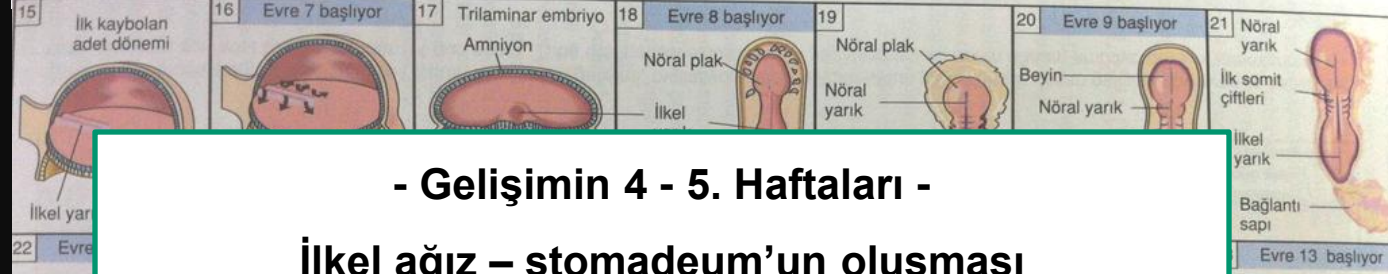 15
İlk kaybolan
adet dönemi
İlkel
16 Evre 7 başlıyor
17 Trilaminar embriyo
Amniyon
18 Evre 8 başlıyor
Nöral plak
İlkel
19
Nöral plak
Nöral
yarık
20 Evre 9 başlıyor
Beyin
Nöral yarık
21 Nöral
yarık
İlk somit
çiftleri
İlkel
yarık
Bağlantı
sapı
22 Evre
Evre 13 başlıyor
- Gelişimin 4 - 5. Haftaları -
İlkel ağız – stomadeum'un oluşması